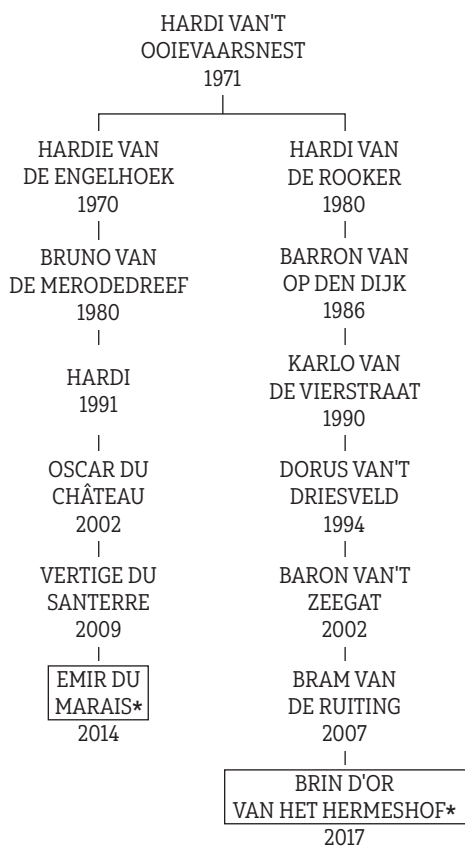 HARDI VAN'T
OOIEVAARSNEST
1971
HARDIE VAN
DE ENGELHOEK
1970
BRUNO VAN
DE MERODEDREEF
1980
HARDI
1991
OSCAR DU
CHÂTEAU
2002
VERTIGE DU
SANTERRE
2009
EMIR DU
MARAIS*
2014
HARDI VAN
DE ROOKER
1980
BARRON VAN
OP DEN DIJK
1986
KARLO VAN
DE VIERSTRAAT
1990
DORUS VAN'T
DRIESVELD
1994
BARON VAN'T
ZEEGAT
2002
BRAM VAN
DE RUITING
2007
BRIN D'OR
VAN HET HERMESHOF*
2017